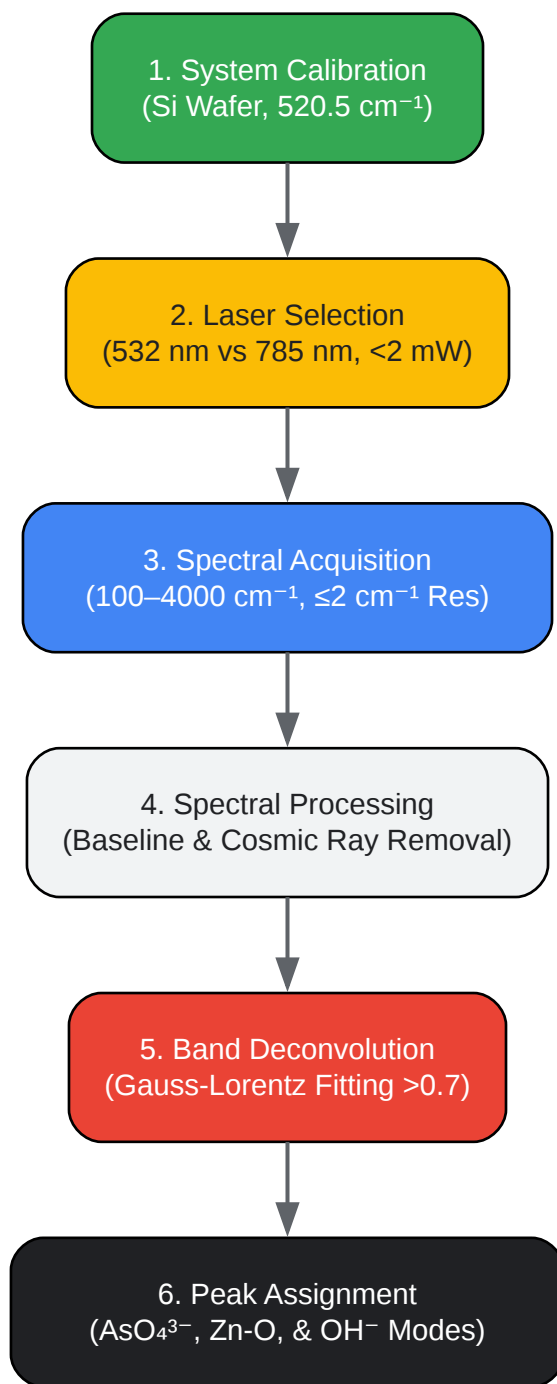 1. System Calibration
(Si Wafer, 520.5 cm⁻¹)
2. Laser Selection
(532 nm vs 785 nm, <2 mW)
3. Spectral Acquisition
(100–4000 cm⁻¹, ≤2 cm⁻¹ Res)
4. Spectral Processing
(Baseline & Cosmic Ray Removal)
5. Band Deconvolution
(Gauss-Lorentz Fitting >0.7)
6. Peak Assignment
(AsO₄³⁻, Zn-O, & OH⁻ Modes)